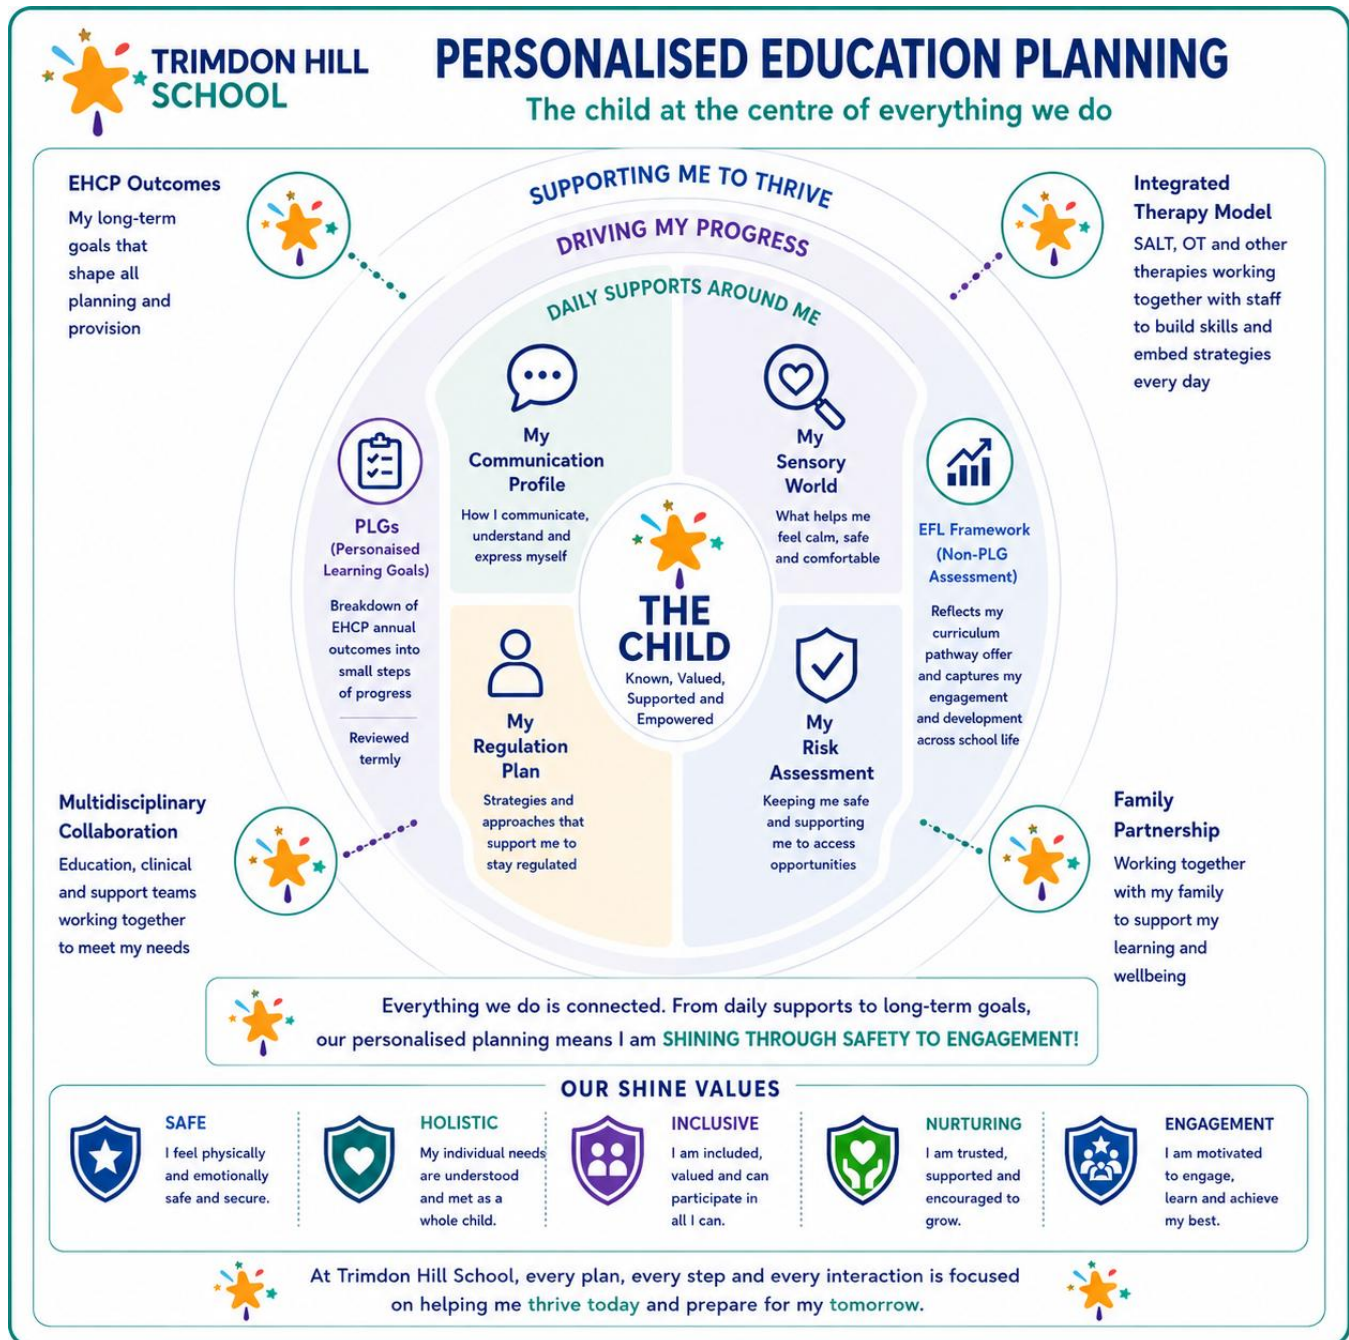 TRIMDON HILL
SCHOOL
PERSONALISED EDUCATION PLANNING
The child at the centre of everything we do
EHCP Outcomes
My long-term
goals that
shape all
planning and
provision
SUPPORTING ME TO THRIVE
DRIVING MY PROGRESS
DAILY SUPPORTS AROUND ME
Integrated
Therapy Model
SALT, OT and other
therapies working
together with staff
to build skills and
embed strategies
every day
My
Communication
Profile
How I communicate,
understand and
express myself
My
Sensory
World
What helps me
feel calm, safe
and comfortable
PLGs
(Personaised
Learning Goals)
Breakdown of
EHCP annual
outcomes into
small steps
of progress
Reviewed
termly
THE
CHILD
Known, Valued,
Supported and
Empowered
EFL Framework
(Non-PLG
Assessment)
Reflects my
curriculum
pathway offer
and captures my
engagement
and development
across school life
My
Regulation
Plan
Strategies and
approaches that
support me to
stay regulated
My
Risk
Assessment
Keeping me safe
and supporting
me to access
opportunities
Multidisciplinary
Collaboration
Education, clinical
and support teams
working together
to meet my needs
Family
Partnership
Working together
with my family
to support my
learning and
wellbeing
Everything we do is connected. From daily supports to long-term goals,
our personalised planning means I am SHINING THROUGH SAFETY TO ENGAGEMENT!
OUR SHINE VALUES
SAFE
I feel physically
and emotionally
safe and secure.
HOLISTIC
My individual needs
are understood
and met as a
whole child.
INCLUSIVE
I am included,
valued and can
participate in
all I can.
NURTURING
I am trusted,
supported and
encouraged to
grow.
ENGAGEMENT
I am motivated
to engage,
learn and achieve
my best.
At Trimdon Hill School, every plan, every step and every interaction is focused
on helping me thrive today and prepare for my tomorrow.